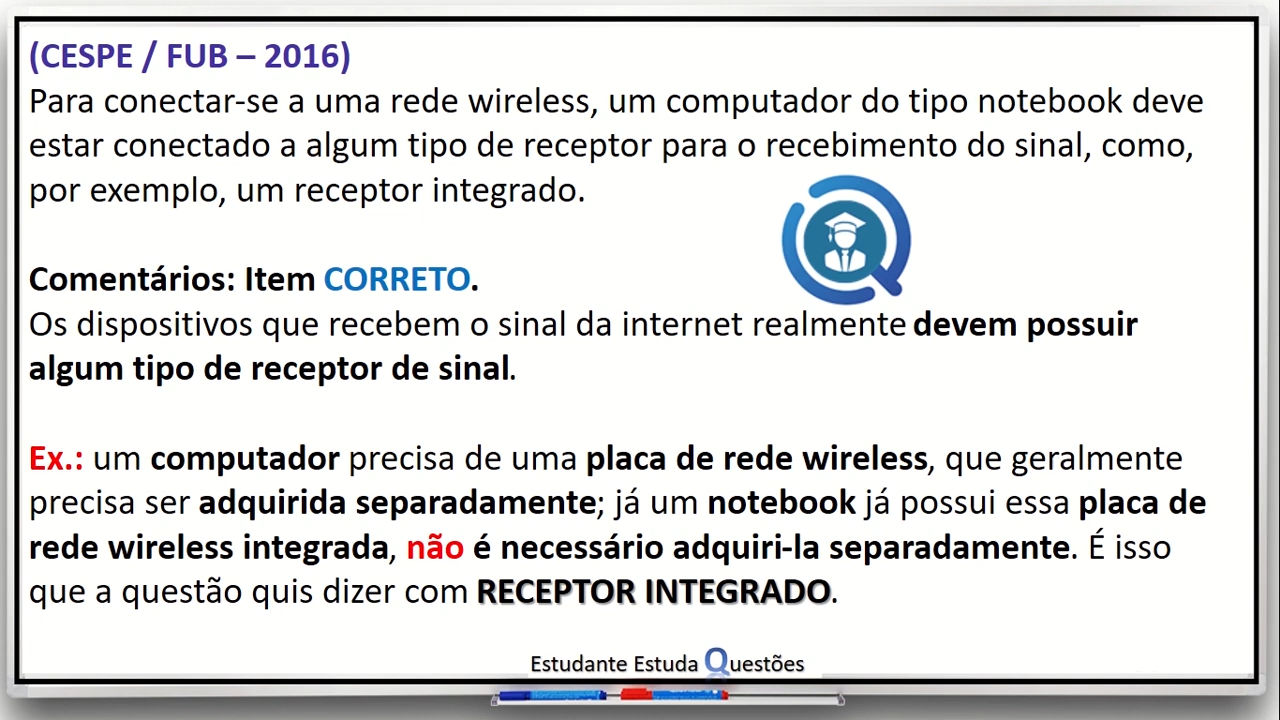 (CESPE / FUB – 2016)
Para conectar-se a uma rede wireless, um computador do tipo notebook deve
estar conectado a algum tipo de receptor para o recebimento do sinal, como,
por exemplo, um receptor integrado.
Comentários: Item CORRETO.
Os dispositivos que recebem o sinal da internet realmente devem possuir
algum tipo de receptor de sinal.
Ex.: um computador precisa de uma placa de rede wireless, que geralmente
precisa ser adquirida separadamente; já um notebook já possui essa placa de
rede wireless integrada, não é necessário adquiri-la separadamente. É isso
que a questão quis dizer com RECEPTOR INTEGRADO.
Estudante Estuda Questões